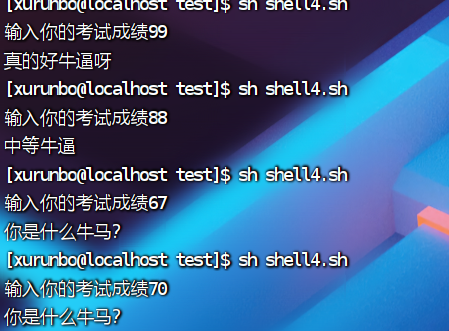 [xurunbo@localhost test]$ sh shell4.sh
输入你的考试成绩99
真的好牛逼呀
[xurunbo@localhost test]$ sh shell4.sh
输入你的考试成绩88
中等牛逼
[xurunbo@localhost test]$ sh shell4.sh
输入你的考试成绩67
你是什么牛马?
[xurunbo@localhost test]$ sh shell4.sh
输入你的考试成绩70
你是什么牛马?